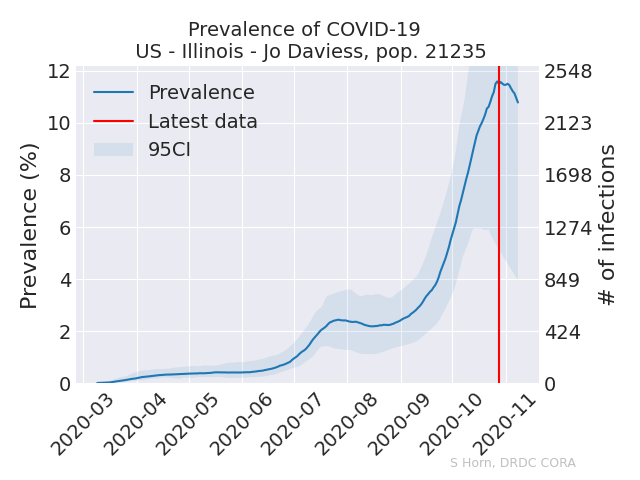 Prevalence of COVID-19
US - Illinois - Jo Daviess, pop. 21235
12
10
8
6
4
2
0
Prevalence (%)
Prevalence
Latest data
95CI
2548
2123
1698
1274
849
424
0
# of infections
2020-03
2020-04
2020-05
2020-06
2020-07
2020-08
2020-09
2020-10
2020-11
S Horn, DRDC CORA